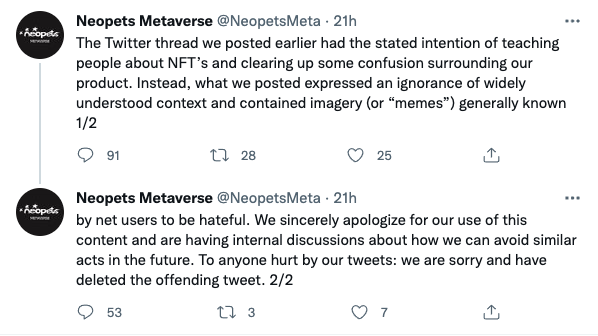 Neopets Metaverse @NeopetsMeta · 21h
The Twitter thread we posted earlier had the stated intention of teaching
people about NFT's and clearing up some confusion surrounding our
product. Instead, what we posted expressed an ignorance of widely
understood context and contained imagery (or “memes”) generally known
1/2
91 28 25
Neopets Metaverse @NeopetsMeta · 21h
by net users to be hateful. We sincerely apologize for our use of this
content and are having internal discussions about how we can avoid similar
acts in the future. To anyone hurt by our tweets: we are sorry and have
deleted the offending tweet. 2/2
53 3 7
neopets
METAVERSE
neopets
METAVERSE